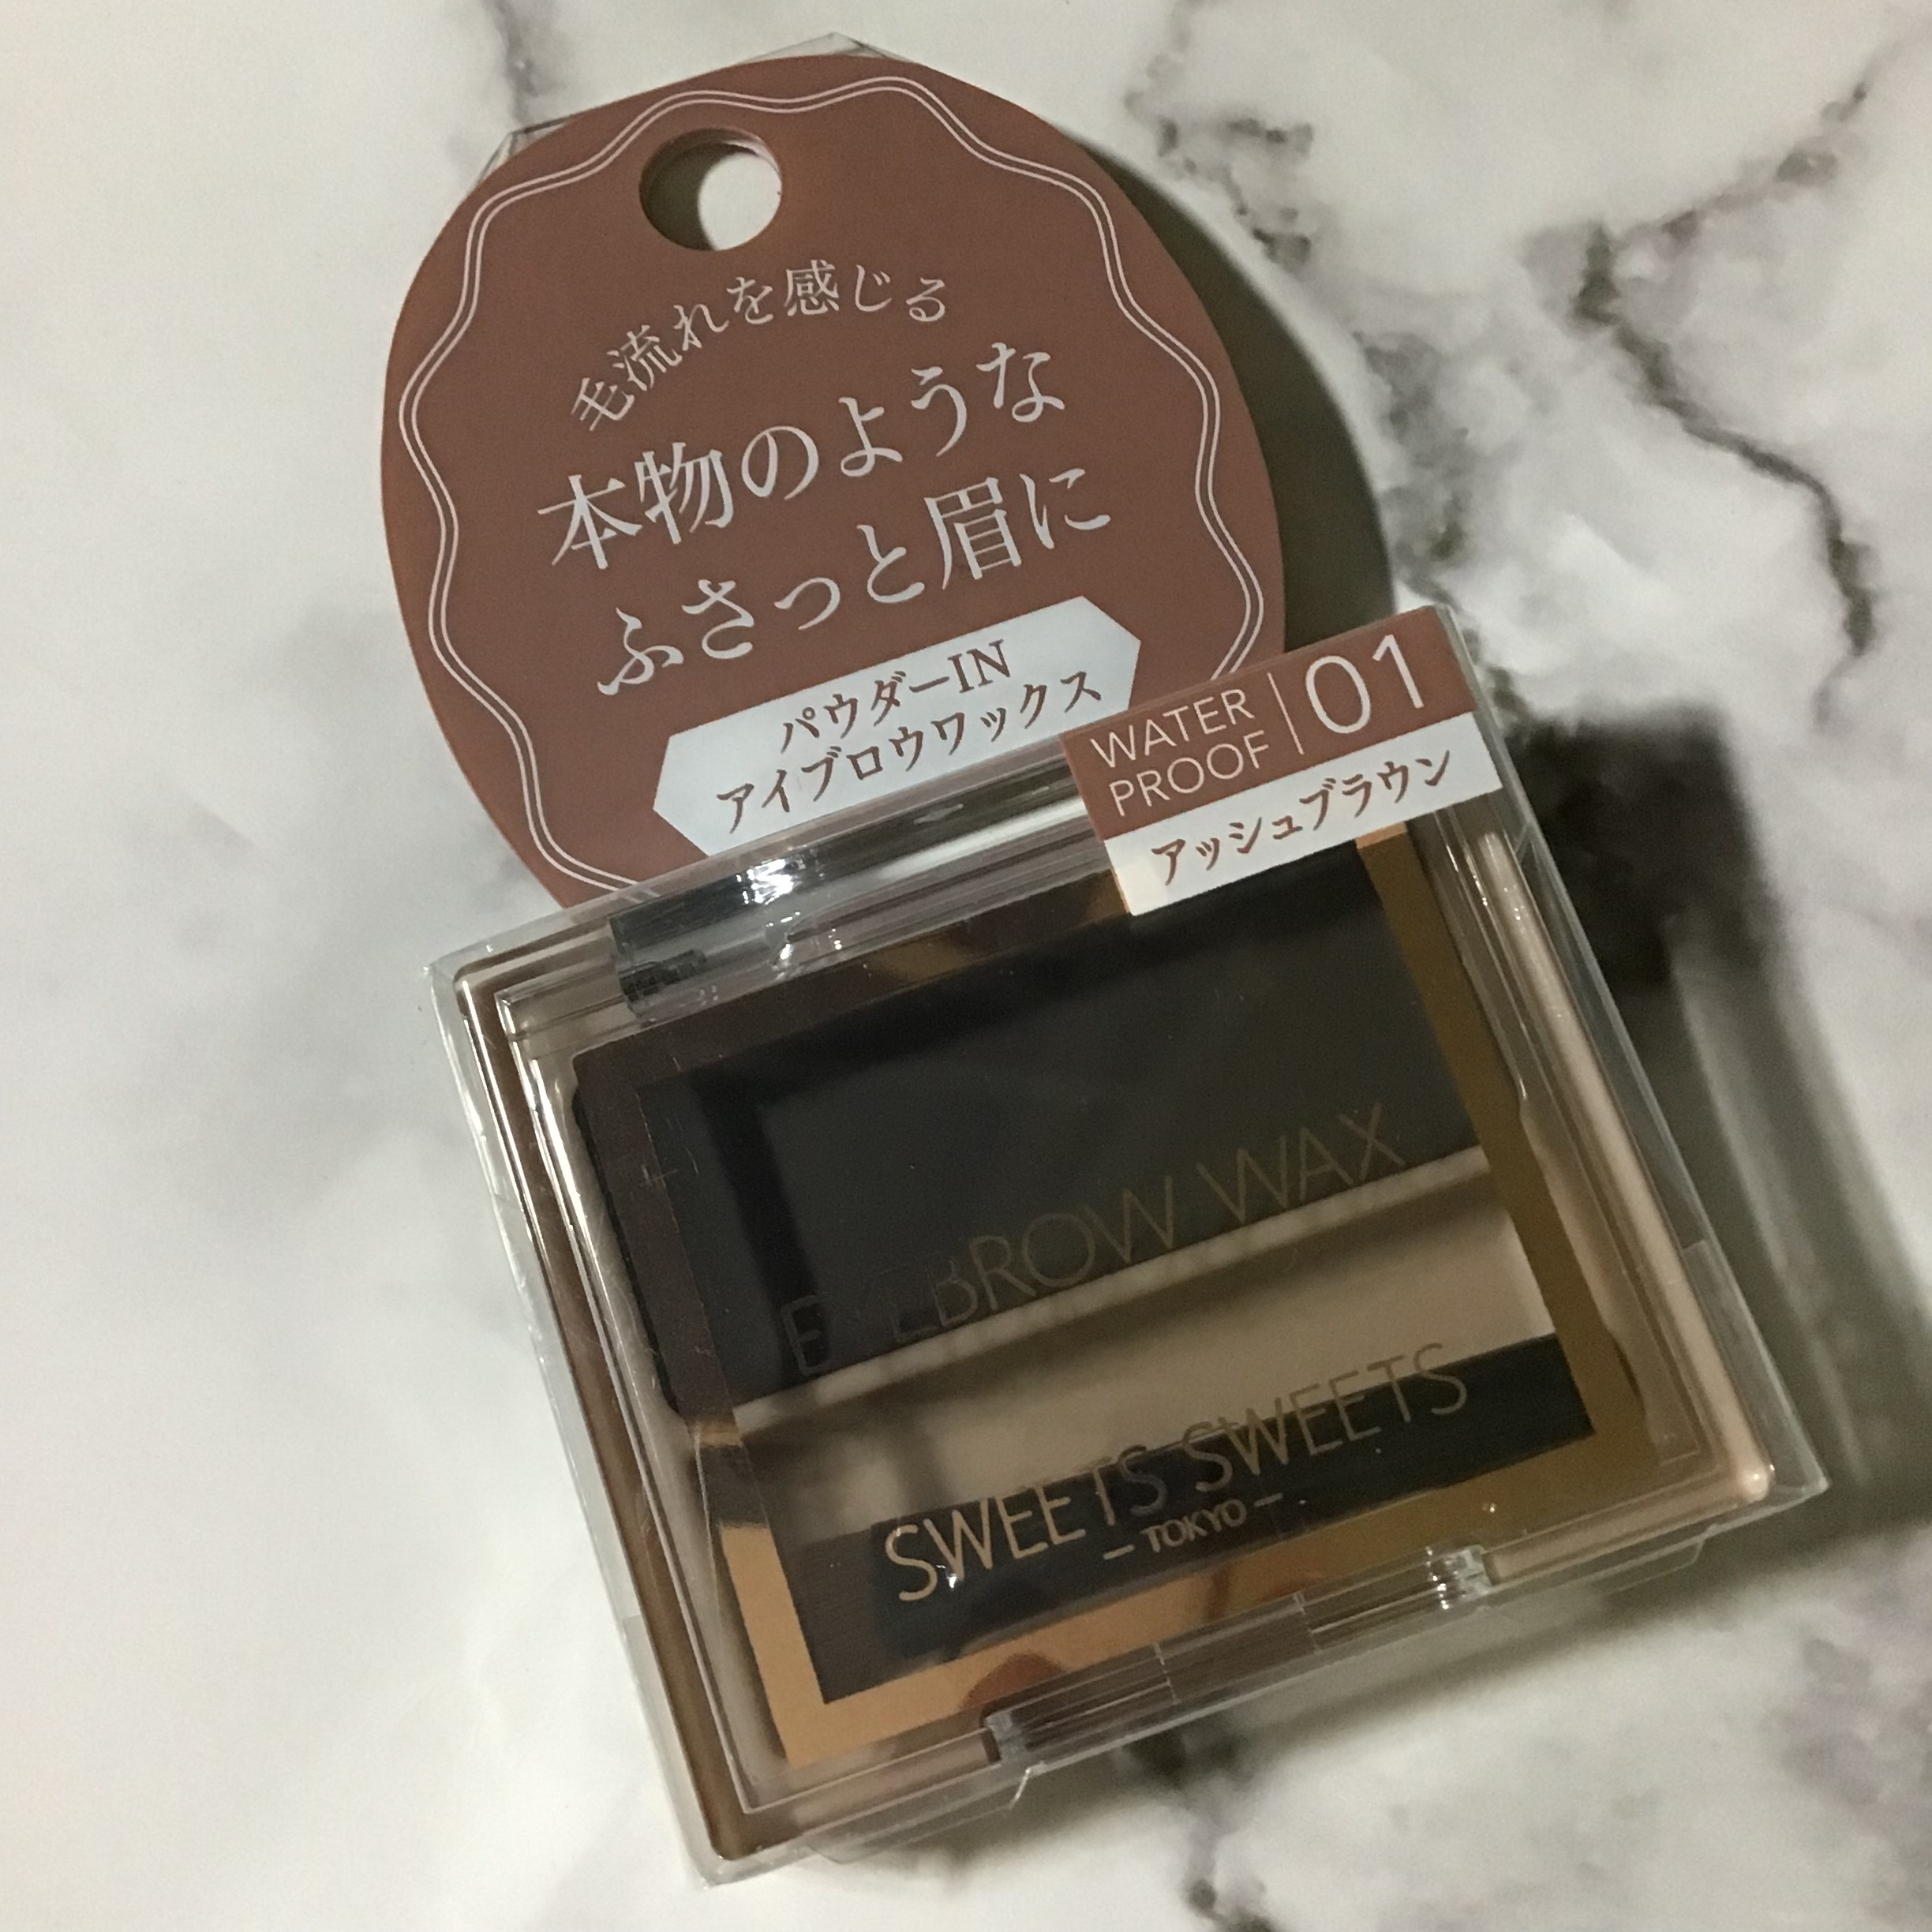 毛流れを感じる
本物のような
ふさっと眉に
パウダーIN
アイブロウワックス
WATER
PROOF
01
アッシュブラウン
EYEBROW WAX
SWEETS SWEETS
TOKYO